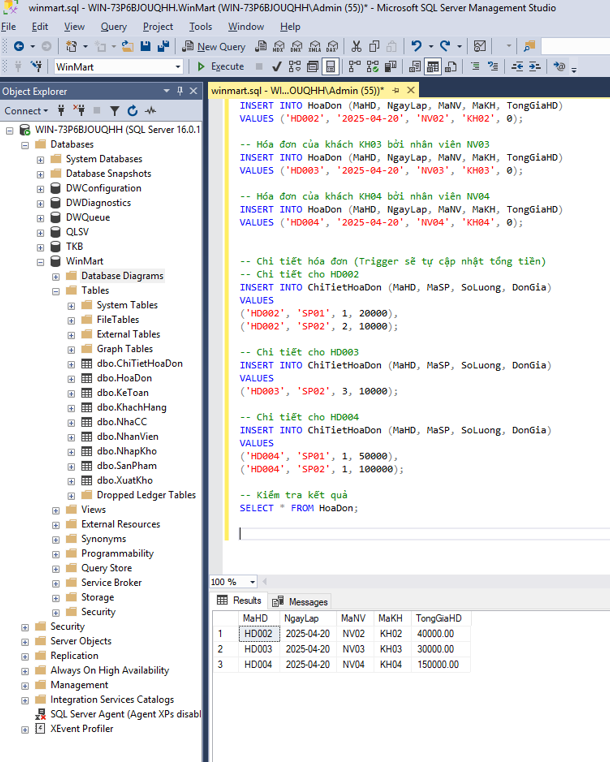 winmart.sql - WIN-73P6BJOUQHH.WinMart (WIN-73P6BJOUQHH\Admin (55))* - Microsoft SQL Server Management Studio
File Edit View Git Project Tools Extensions Window Help
New Query MDX DMX XMLA DAX
WinMart Execute
Object Explorer
Connect
WIN-73P6BJOUQHH (SQL Server 16.0.1
Databases
System Databases
Database Snapshots
DWConfiguration
DWDiagnostics
DWQueue
QLSV
TKB
WinMart
Database Diagrams
Tables
System Tables
FileTables
External Tables
Graph Tables
dbo.ChiTietHoaDon
dbo.HoaDon
dbo.KeToan
dbo.KhachHang
dbo.NhaCC
dbo.NhanVien
dbo.NhapKho
dbo.SanPham
dbo.XuatKho
Dropped Ledger Tables
Views
External Resources
Synonyms
Programmability
Query Store
Service Broker
Storage
Security
Security
Server Objects
Replication
Always On High Availability
Management
Integration Services Catalogs
SQL Server Agent (Agent XPs disabl
XEvent Profiler
winmart.sql - WI...OUQHH\Admin (55))*
INSERT INTO HoaDon (MaHD, NgayLap, MaNV, MaKH, TongGiaHD)
VALUES ('HD002', '2025-04-20', 'NV02', 'KH02', 0);
-- Hóa đơn của khách KH03 bởi nhân viên NV03
INSERT INTO HoaDon (MaHD, NgayLap, MaNV, MaKH, TongGiaHD)
VALUES ('HD003', '2025-04-20', 'NV03', 'KH03', 0);
-- Hóa đơn của khách KH04 bởi nhân viên NV04
INSERT INTO HoaDon (MaHD, NgayLap, MaNV, MaKH, TongGiaHD)
VALUES ('HD004', '2025-04-20', 'NV04', 'KH04', 0);
-- Chi tiết hóa đơn (Trigger sẽ tự cập nhật tổng tiền)
-- Chi tiết cho HD002
INSERT INTO ChiTietHoaDon (MaHD, MaSP, SoLuong, DonGia)
VALUES
('HD002', 'SP01', 1, 20000),
('HD002', 'SP02', 2, 10000);
-- Chi tiết cho HD003
INSERT INTO ChiTietHoaDon (MaHD, MaSP, SoLuong, DonGia)
VALUES
('HD003', 'SP02', 3, 10000);
-- Chi tiết cho HD004
INSERT INTO ChiTietHoaDon (MaHD, MaSP, SoLuong, DonGia)
VALUES
('HD004', 'SP01', 1, 50000),
('HD004', 'SP02', 1, 100000);
-- Kiểm tra kết quả
SELECT * FROM HoaDon;
100 %
Results Messages
MaHD NgayLap MaNV MaKH TongGiaHD
1 HD002 2025-04-20 NV02 KH02 40000.00
2 HD003 2025-04-20 NV03 KH03 30000.00
3 HD004 2025-04-20 NV04 KH04 150000.00